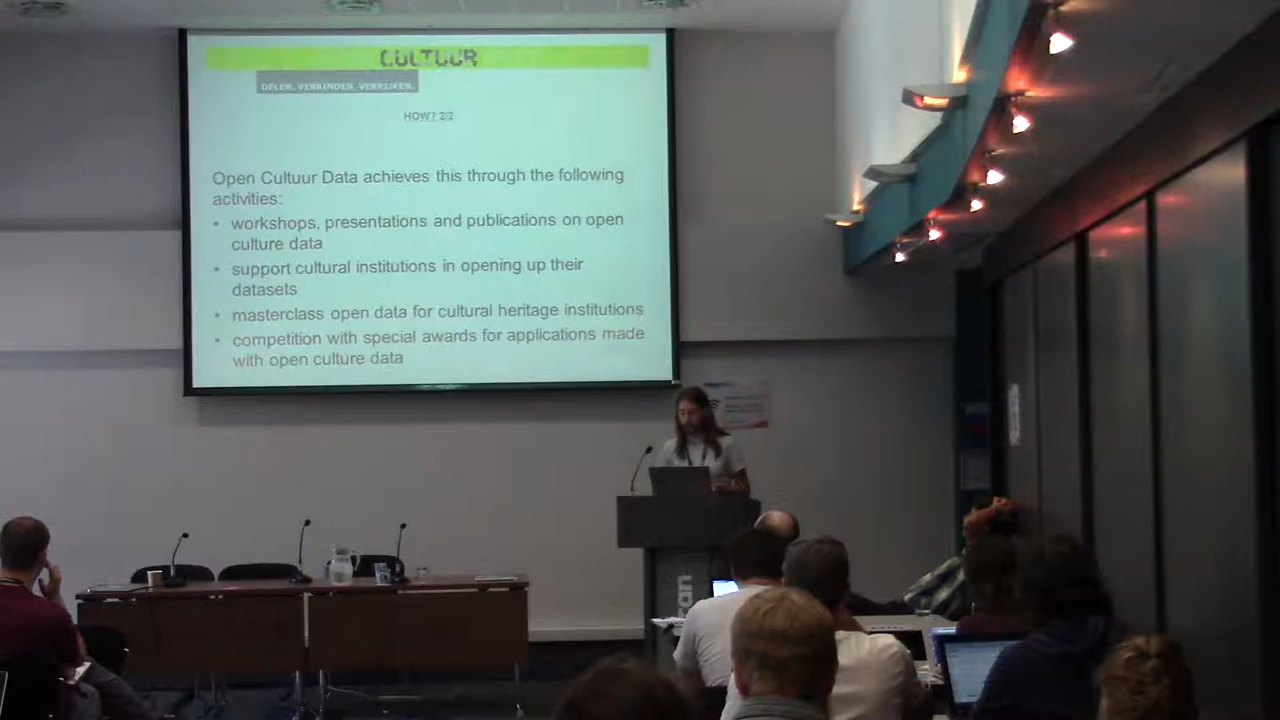 CULTUUR
DELEN. VERBINDEN. VERRIJKEN.
HOW? 2/2
Open Cultuur Data achieves this through the following
activities:
• workshops, presentations and publications on open
culture data
• support cultural institutions in opening up their
datasets
• masterclass open data for cultural heritage institutions
• competition with special awards for applications made
with open culture data